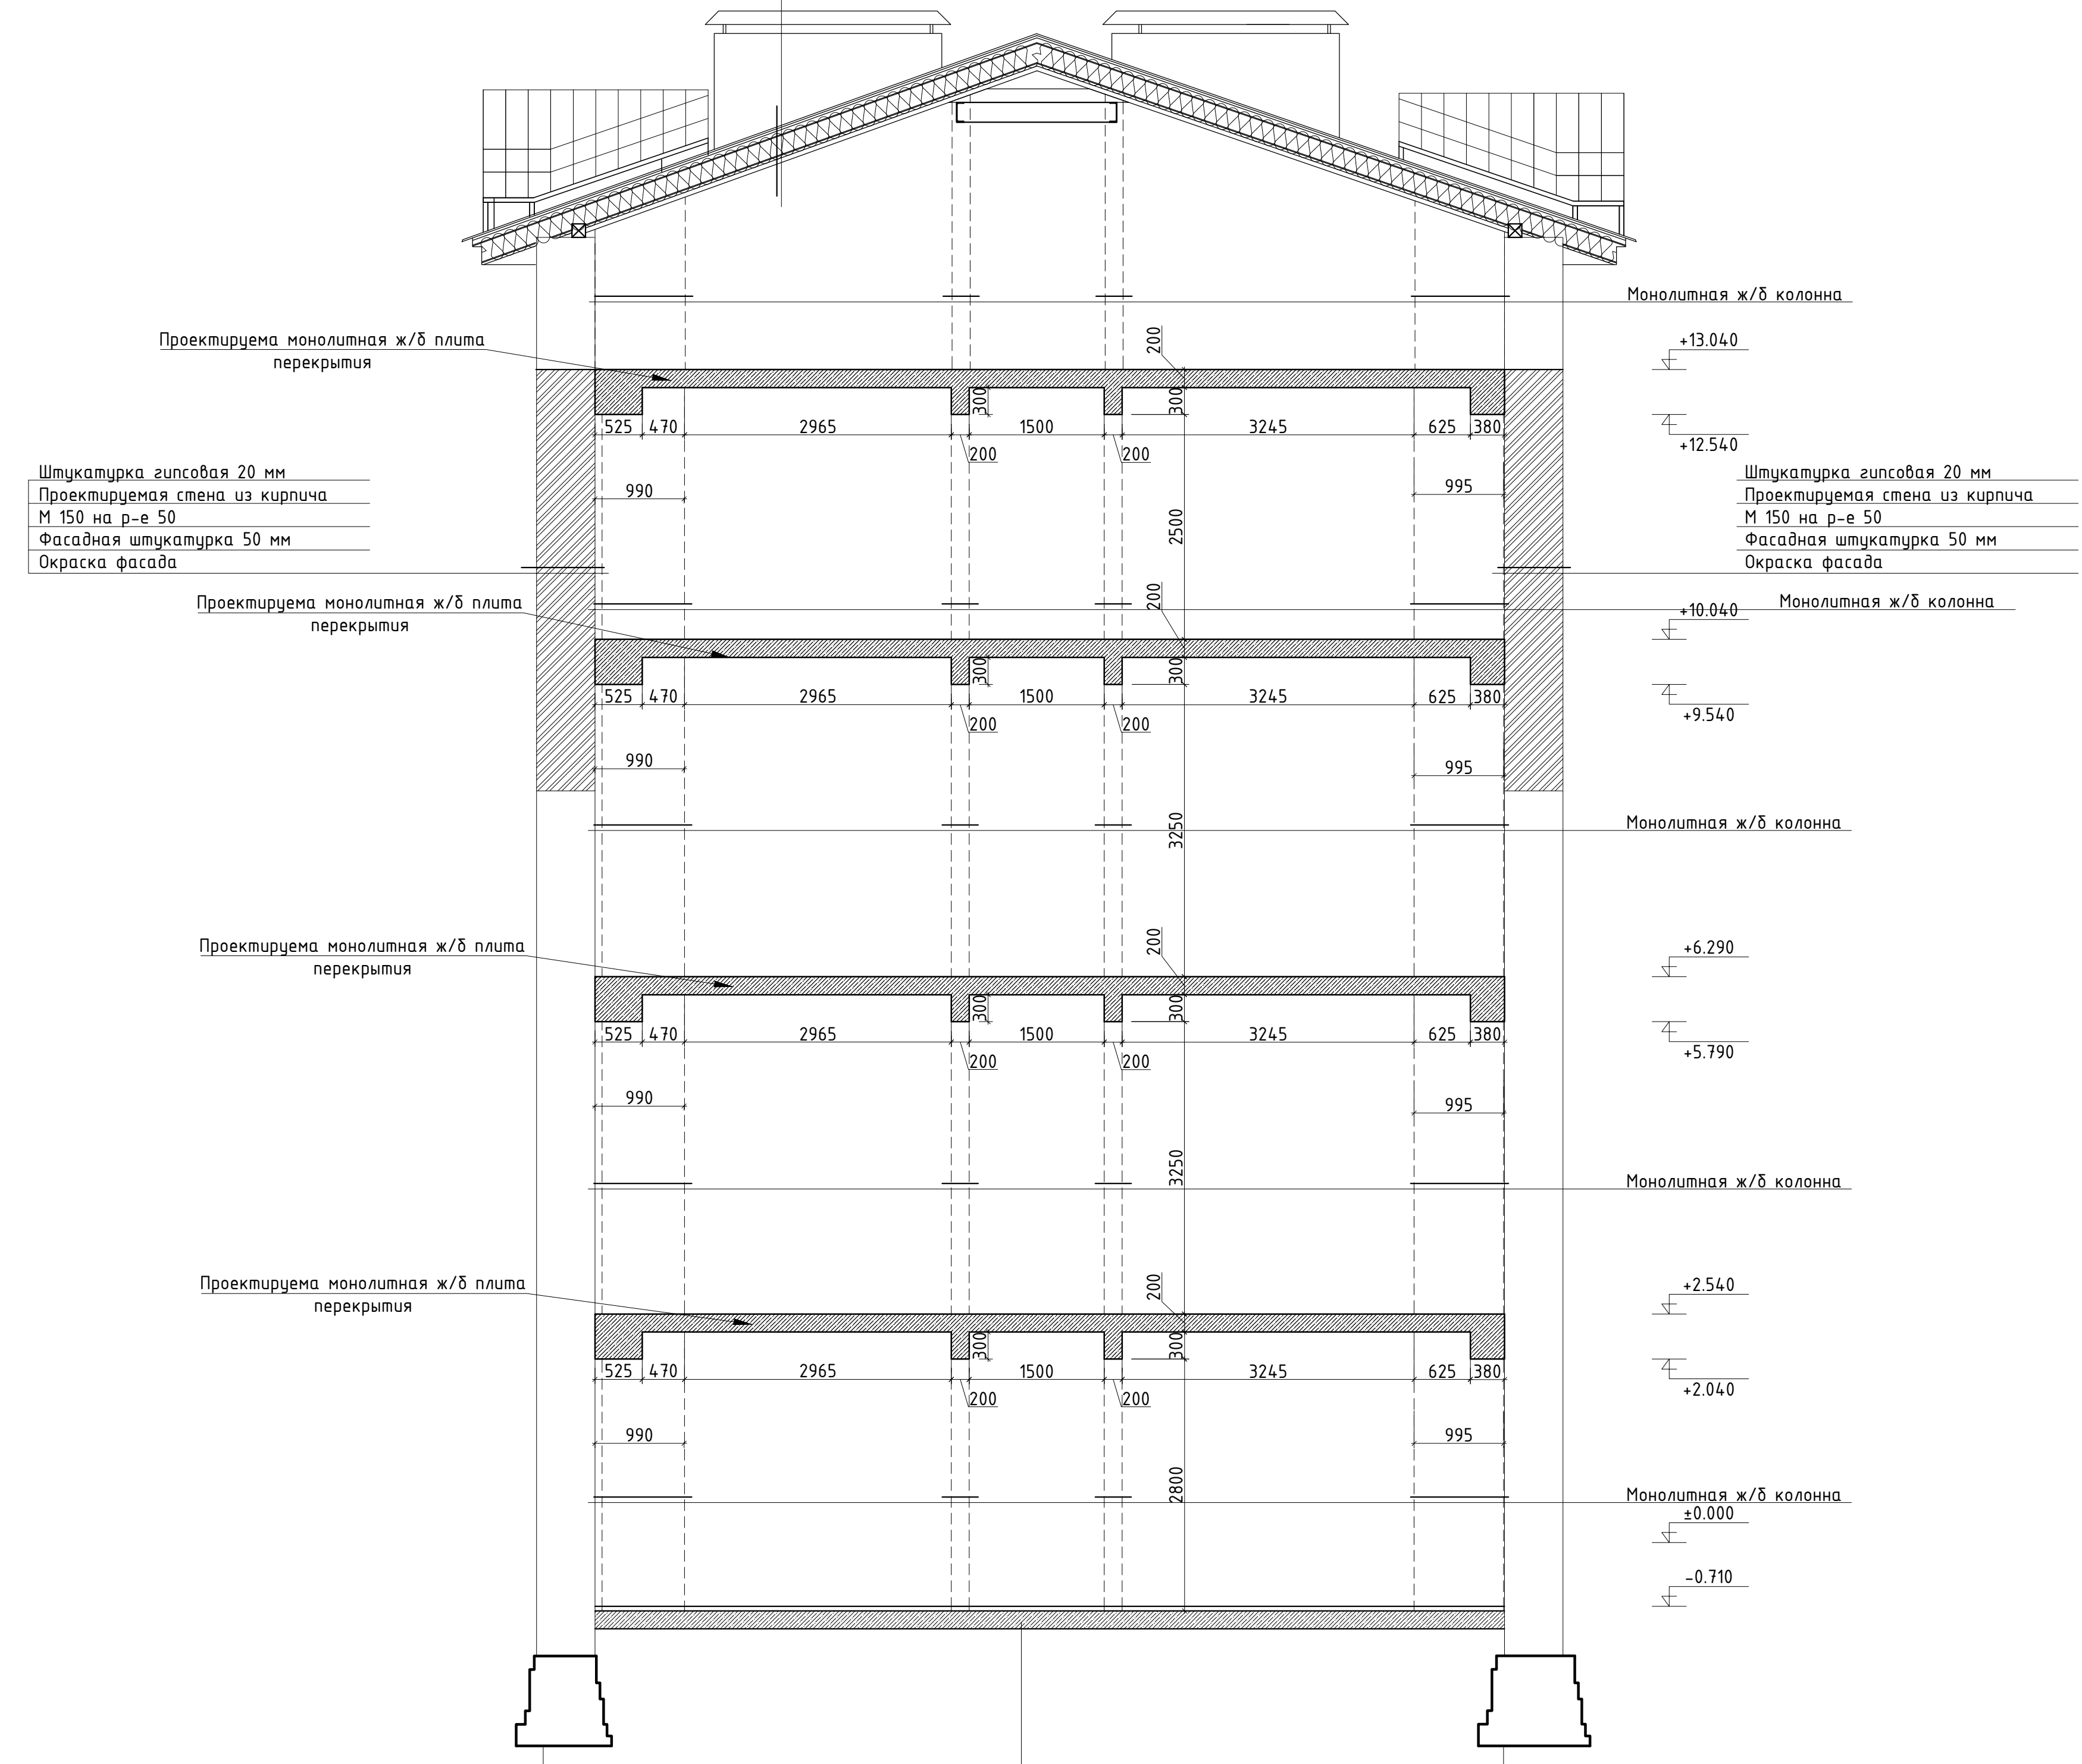 Монолитная ж/б колонна
Проектируема монолитная ж/б плита
перекрытия
200
+13.040
300
300
525 470 2965 1500 3245 625 380
200 200
+12.540
Штукатурка гипсовая 20 мм
Проектируемая стена из кирпича
М 150 на р-е 50
Фасадная штукатурка 50 мм
Окраска фасада
990
995
2500
Штукатурка гипсовая 20 мм
Проектируемая стена из кирпича
М 150 на р-е 50
Фасадная штукатурка 50 мм
Окраска фасада
Проектируема монолитная ж/б плита
перекрытия
200
Монолитная ж/б колонна
+10.040
300
300
525 470 2965 1500 3245 625 380
200 200
+9.540
990
995
3250
Монолитная ж/б колонна
Проектируема монолитная ж/б плита
перекрытия
200
+6.290
300
300
525 470 2965 1500 3245 625 380
200 200
+5.790
990
995
3250
Монолитная ж/б колонна
Проектируема монолитная ж/б плита
перекрытия
200
+2.540
300
300
525 470 2965 1500 3245 625 380
200 200
+2.040
990
995
2800
Монолитная ж/б колонна
±0.000
-0.710